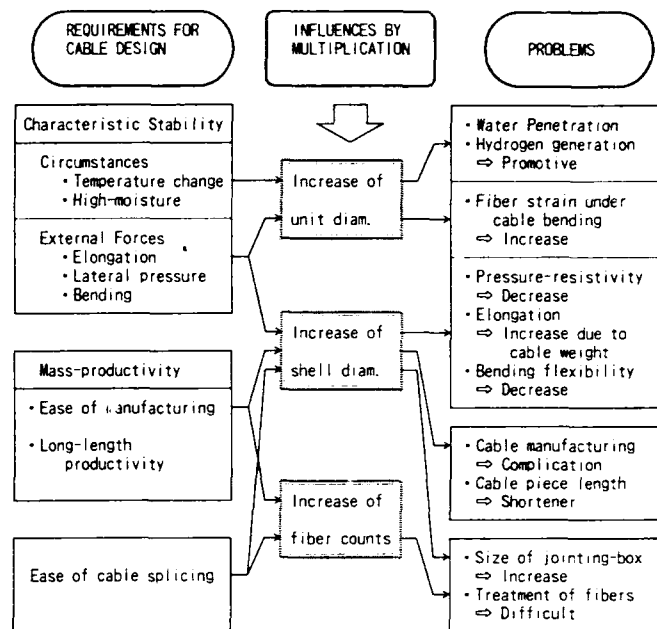 REQUIREMENTS FOR
CABLE DESIGN
INFLUENCES BY
MULTIPLICATION
PROBLEMS
Characteristic Stability
Circumstances
• Temperature change
• High-moisture
External Forces
• Elongation
• Lateral pressure
• Bending
Mass-productivity
• Ease of manufacturing
• Long-length
productivity
Ease of cable splicing
Increase of
unit diam.
Increase of
shell diam.
Increase of
fiber counts
• Water Penetration
• Hydrogen generation
⇨ Promotive
• Fiber strain under
cable bending
⇨ Increase
• Pressure-resistivity
⇨ Decrease
• Elongation
⇨ Increase due to
cable weight
• Bending flexibility
⇨ Decrease
• Cable manufacturing
⇨ Complication
• Cable piece length
⇨ Shortener
• Size of jointing-box
⇨ Increase
• Treatment of fibers
⇨ Difficult